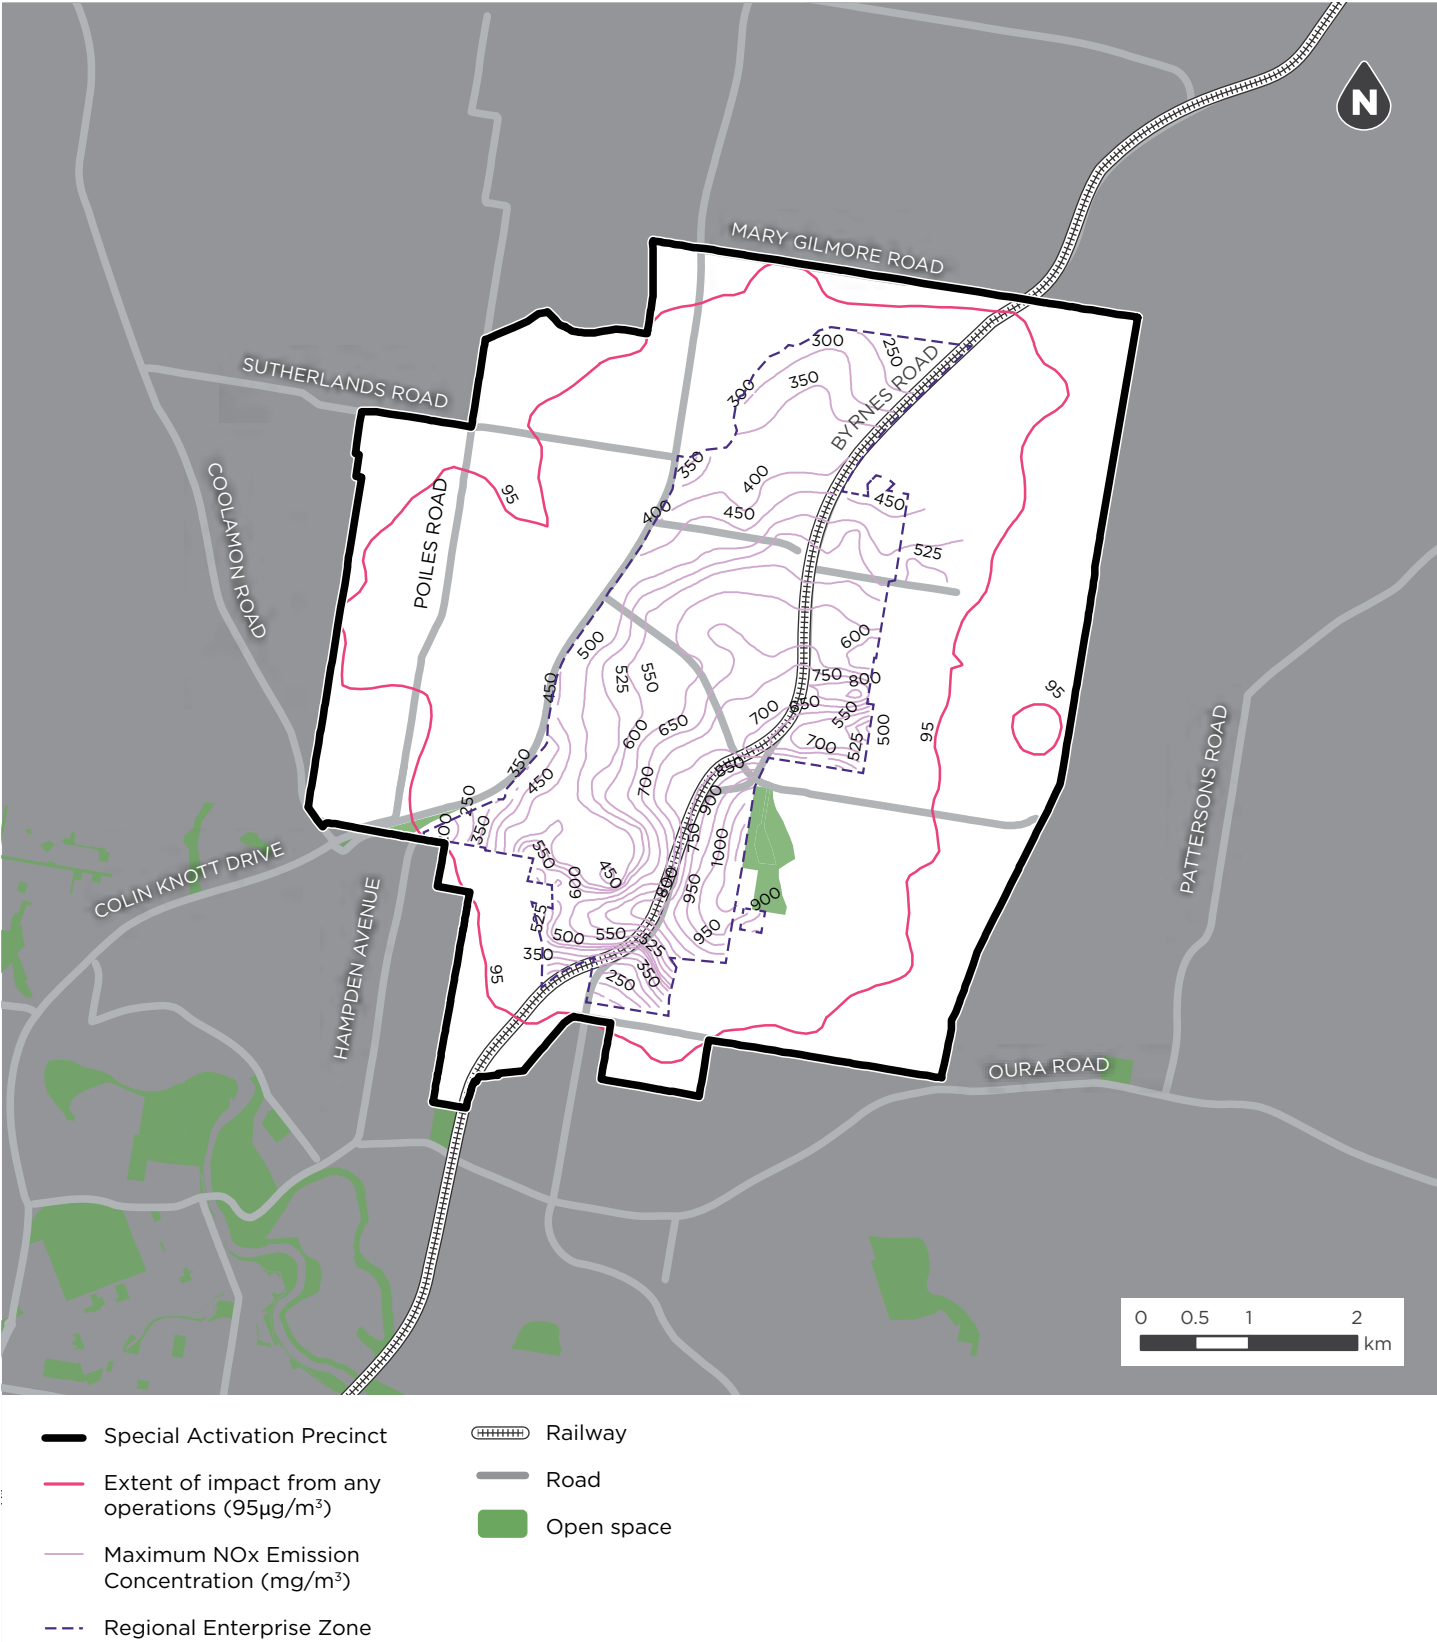 N
MARY GILMORE ROAD
SUTHERLANDS ROAD
BYRNES ROAD
COOLAMON ROAD
POILES ROAD
PATTERSONS ROAD
COLIN KNOTT DRIVE
HAMPDEN AVENUE
OURA ROAD
300
250
350
300
350
400
450
400
450
525
95
500
525
550
450
600
750
800
700
650
550
500
700
525
600
650
95
95
350
450
250
350
700
850
900
750
1000
550
600
450
800
950
900
525
500
550
525
950
350
250
350
95
0 0.5 1 2
km
Special Activation Precinct
Extent of impact from any
operations (95µg/m³)
Maximum NOx Emission
Concentration (mg/m³)
Regional Enterprise Zone
Railway
Road
Open space